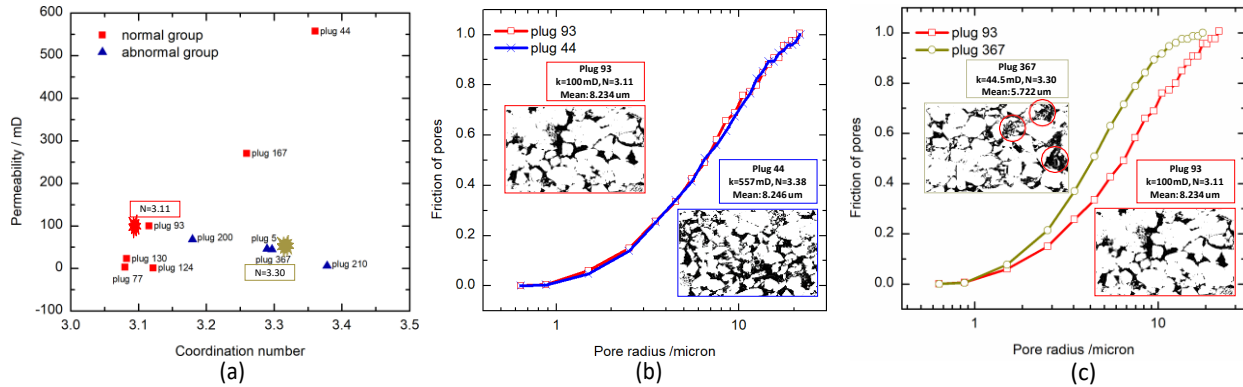 normal group
abnormal group
plug 44
plug 167
N=3.11
plug 93
plug 200
plug 5
plug 367
plug 210
N=3.30
plug 130
plug 124
plug 77
Permeability / mD
600
500
400
300
200
100
0
-100
3.0
3.1
3.2
3.3
3.4
3.5
Coordination number
(a)
plug 93
plug 44
Plug 93
k=100mD, N=3.11
Mean: 8.234 um
Plug 44
k=557mD, N=3.38
Mean: 8.246 um
Friction of pores
1.0
0.8
0.6
0.4
0.2
0.0
1
10
Pore radius /micron
(b)
plug 93
plug 367
Plug 367
k=44.5mD, N=3.30
Mean: 5.722 um
Plug 93
k=100mD, N=3.11
Mean: 8.234 um
Friction of pores
1.0
0.8
0.6
0.4
0.2
0.0
1
10
Pore radius /micron
(c)